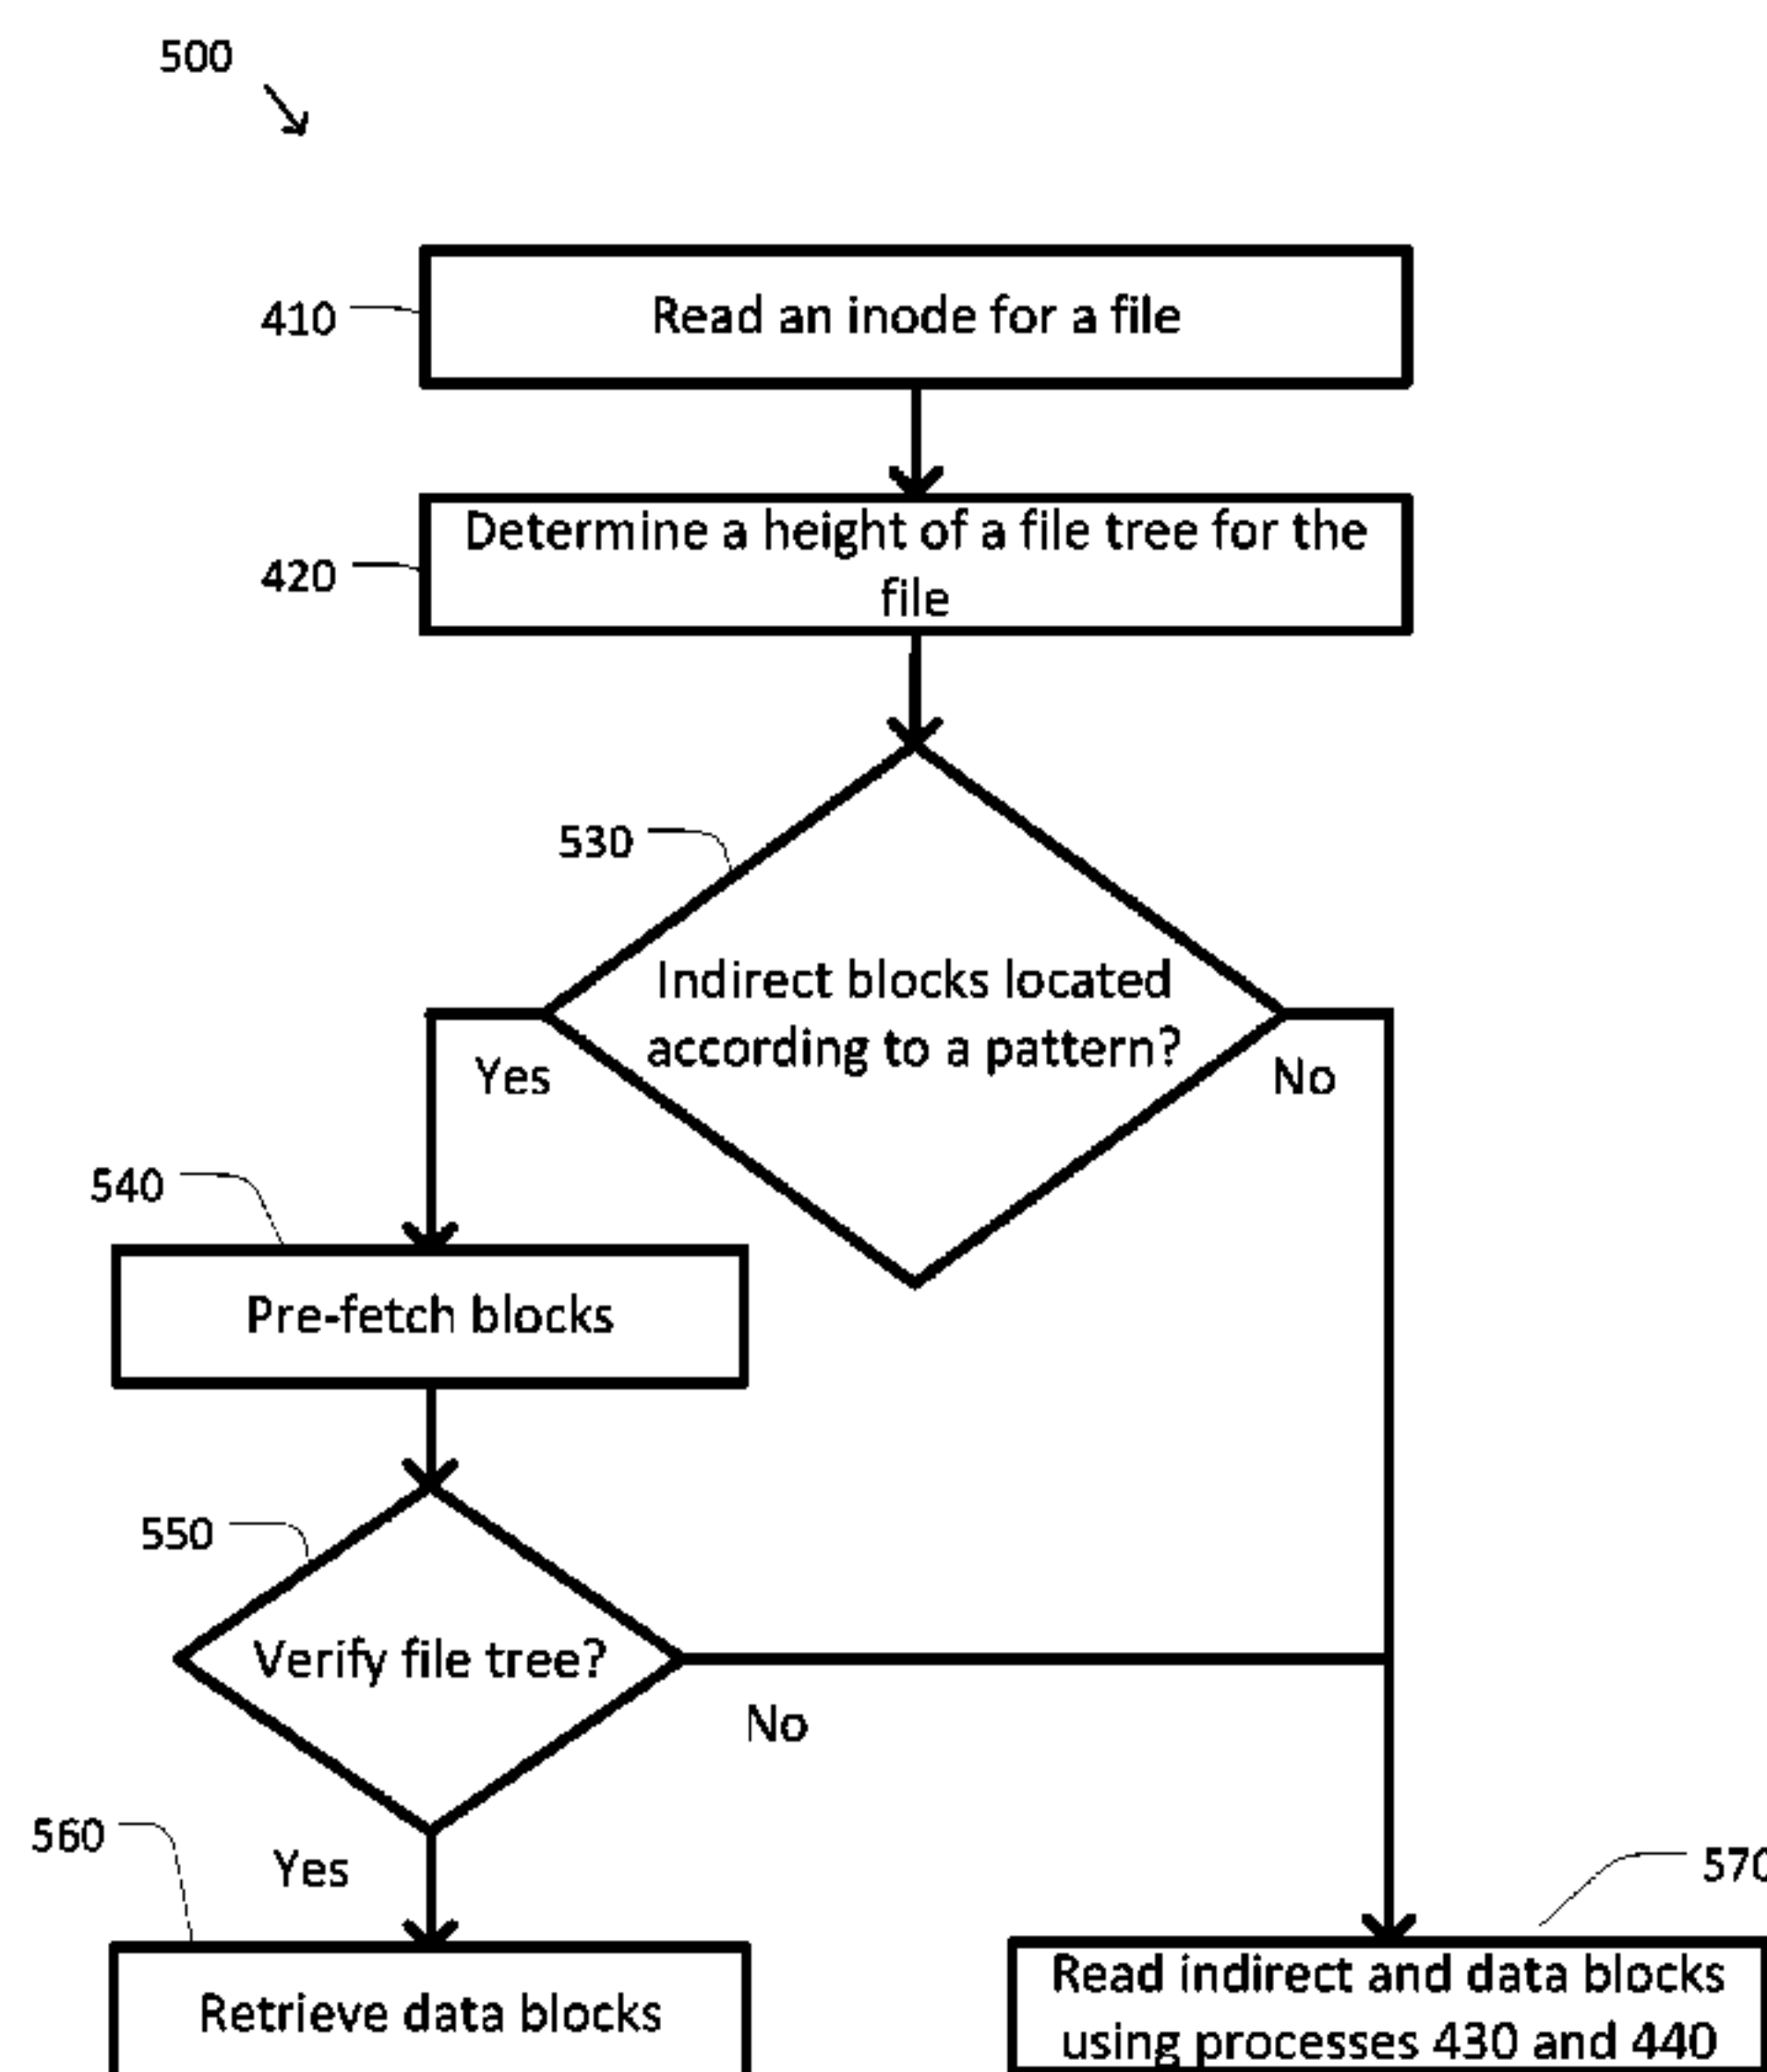 500
410
Read an inode for a file
420
Determine a height of a file tree for the
file
530
Indirect blocks located
according to a pattern?
Yes
No
540
Pre-fetch blocks
550
Verify file tree?
No
560
Yes
570
Retrieve data blocks
Read indirect and data blocks
using processes 430 and 440